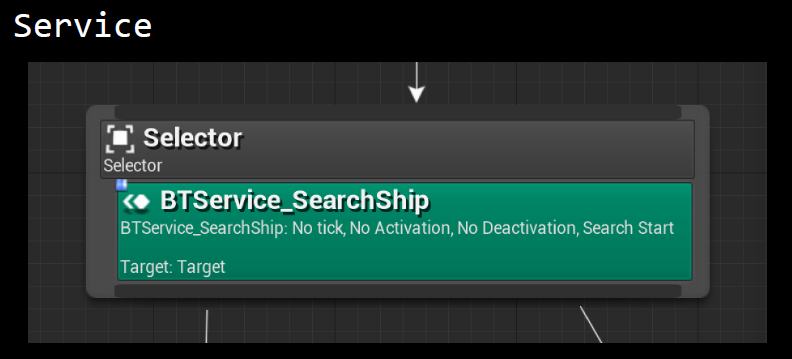 Service
Selector
Selector
BTService_SearchShip
BTService_SearchShip: No tick, No Activation, No Deactivation, Search Start
Target: Target